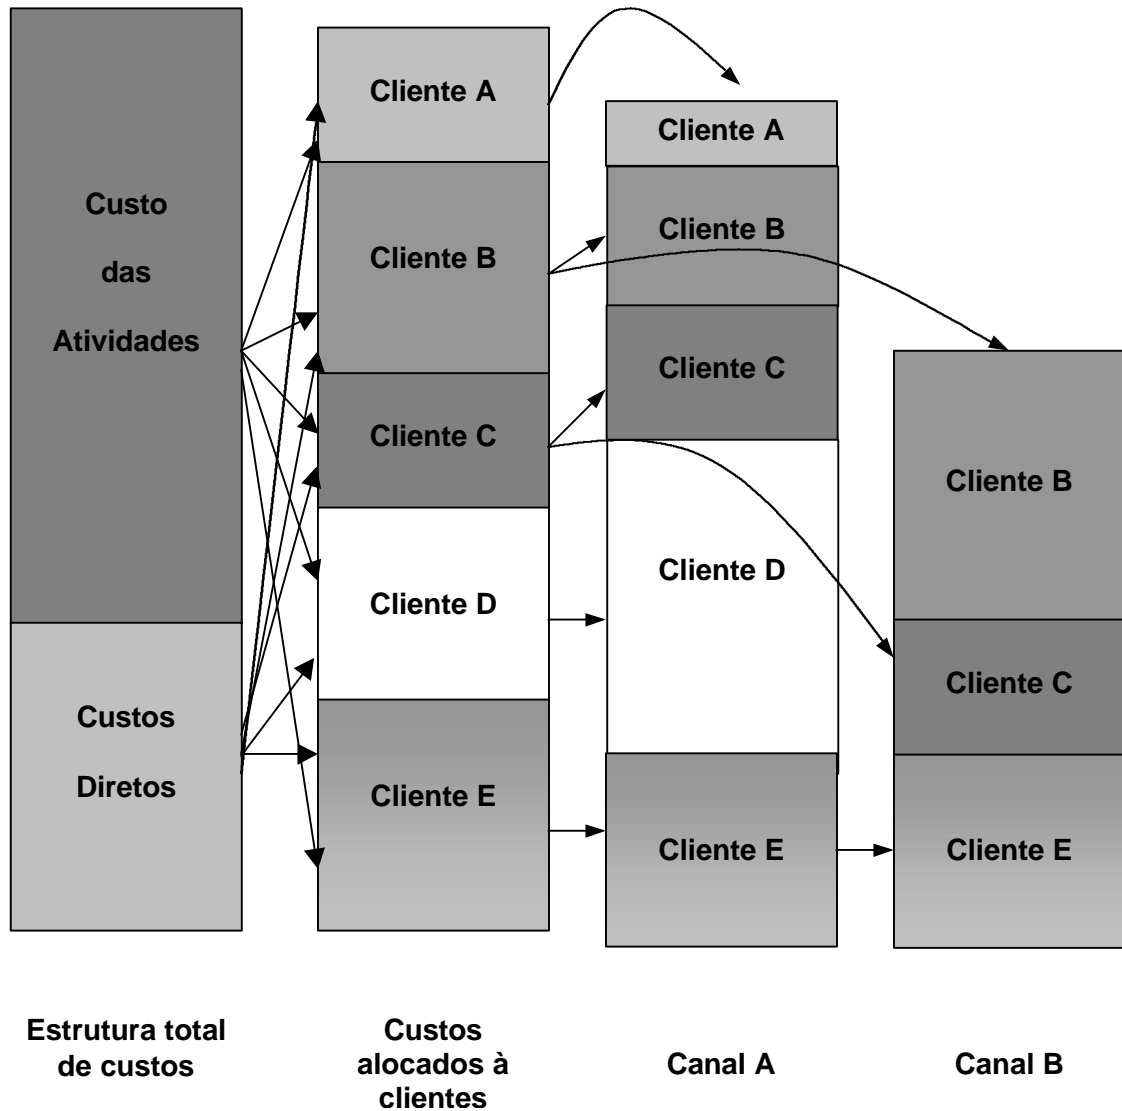 Custo
das
Atividades
Custos
Diretos
Estrutura total
de custos
Cliente A
Cliente B
Cliente C
Cliente D
Cliente E
Custos
alocados à
clientes
Cliente A
Cliente B
Cliente C
Cliente D
Cliente E
Canal A
Cliente B
Cliente C
Cliente E
Canal B